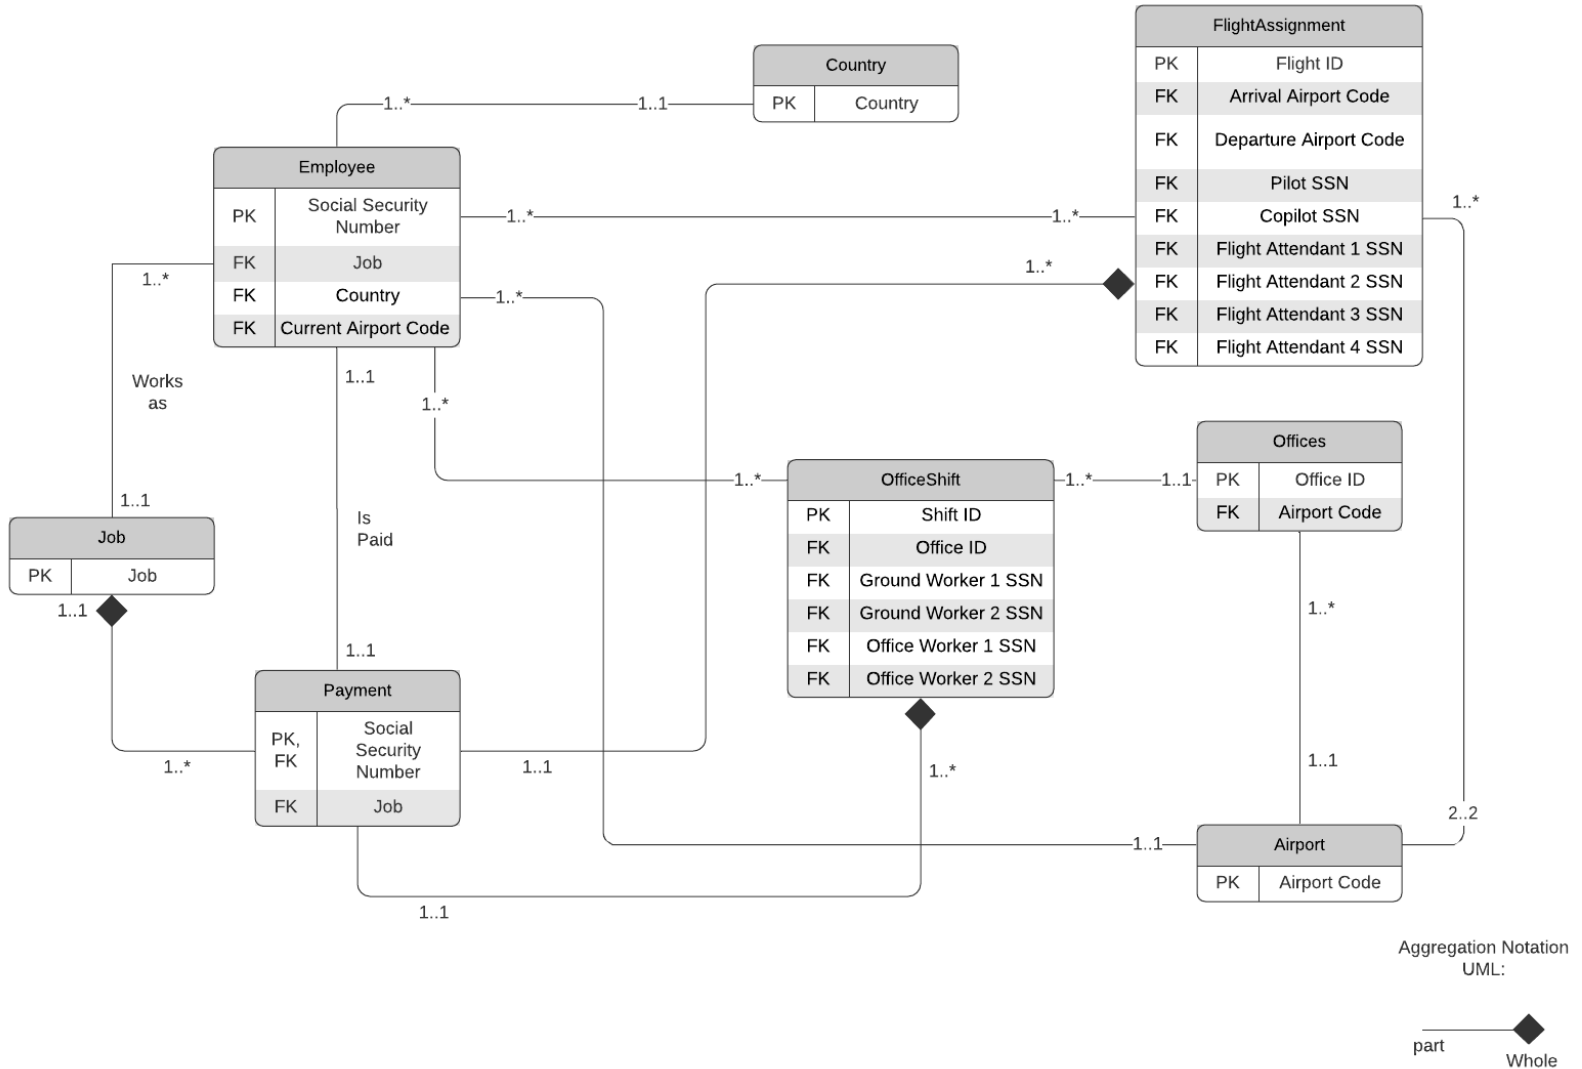 FlightAssignment
PK Flight ID
FK Arrival Airport Code
FK Departure Airport Code
FK Pilot SSN
FK Copilot SSN
FK Flight Attendant 1 SSN
FK Flight Attendant 2 SSN
FK Flight Attendant 3 SSN
FK Flight Attendant 4 SSN
Country
PK Country
1..*
1..1
Employee
PK Social Security
Number
FK Job
FK Country
FK Current Airport Code
1..*
1..*
1..*
1..*
1..*
1..*
1..1
1..*
Works
as
1..1
Is
Paid
Job
PK Job
1..1
1..*
OfficeShift
PK Shift ID
FK Office ID
FK Ground Worker 1 SSN
FK Ground Worker 2 SSN
FK Office Worker 1 SSN
FK Office Worker 2 SSN
1..*
1..1
Offices
PK Office ID
FK Airport Code
1..*
1..1
1..1
Payment
PK,
FK
Social
Security
Number
FK Job
1..*
1..1
1..*
1..1
1..1
2..2
Airport
PK Airport Code
Aggregation Notation
UML:
part
Whole